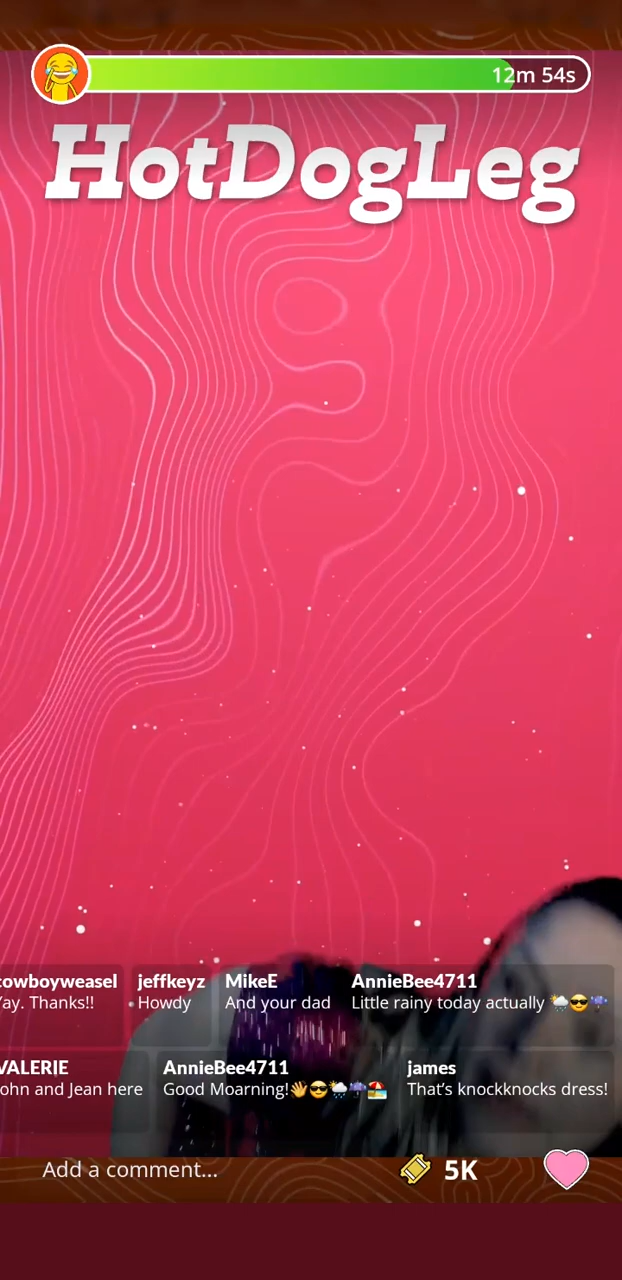 12m 54s
HotDogLeg
cowboyweasel jeffkeyz MikeE AnnieBee4711
Yay. Thanks!! Howdy And your dad Little rainy today actually 🌦️😎☔
VALERIE AnnieBee4711 james
ohn and Jean here Good Moarning!👋😎🌦️☔🏖️ That's knockknocks dress!
Add a comment... 5K